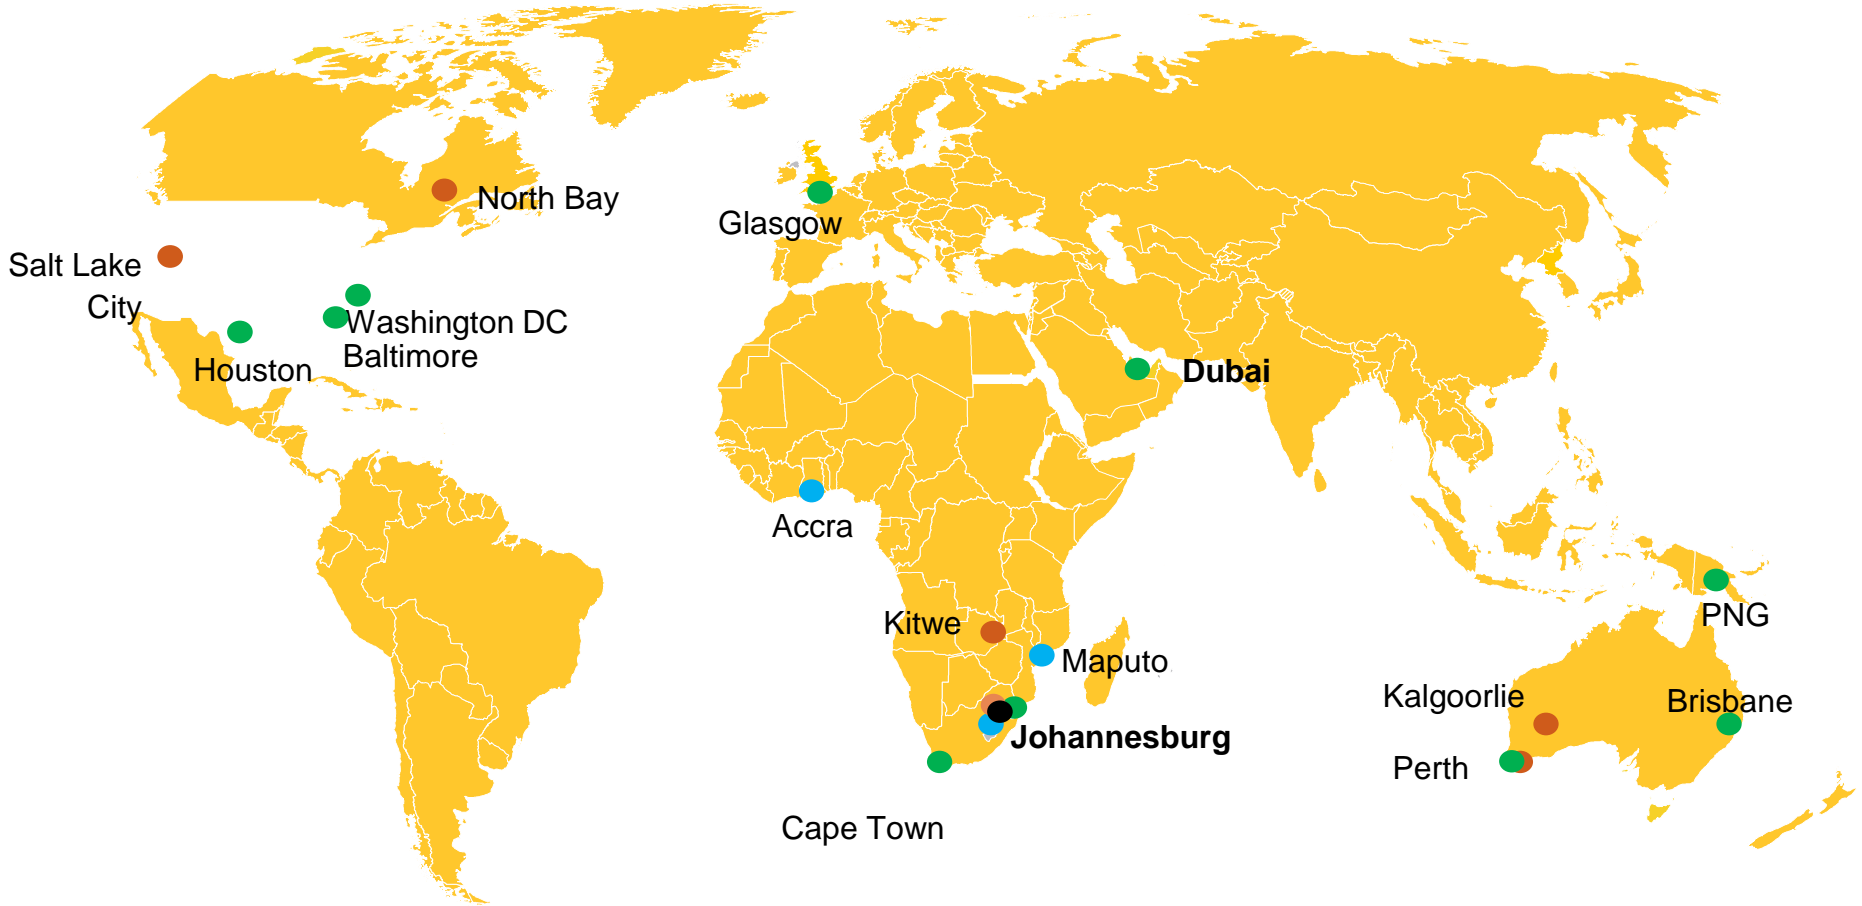 North Bay
Glasgow
Salt Lake
City
Washington DC
Baltimore
Houston
Dubai
Accra
Kitwe
Maputo
PNG
Kalgoorlie
Brisbane
Johannesburg
Perth
Cape Town